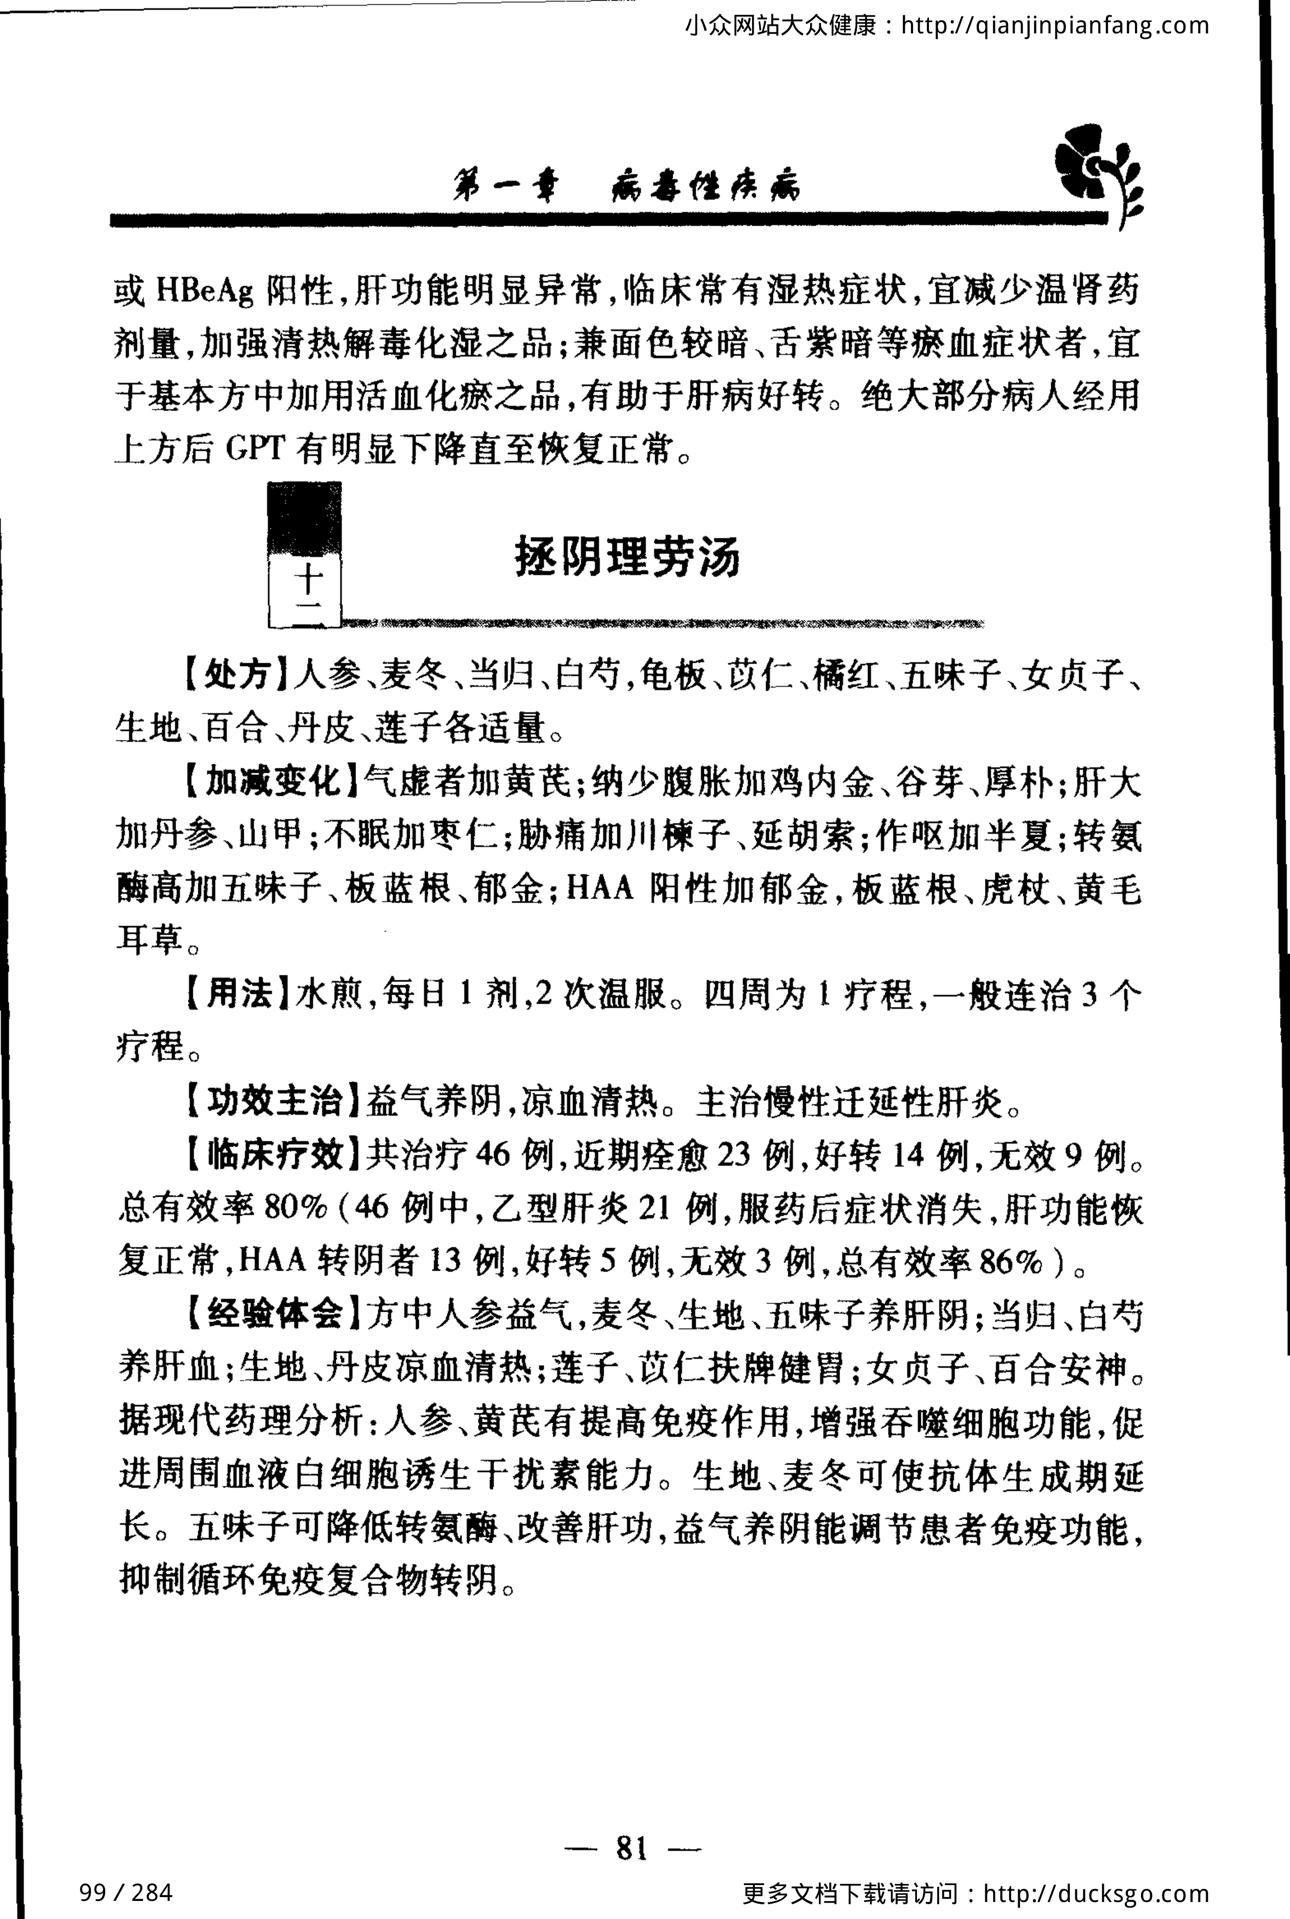 小众网站大众健康：http://qianjinpianfang.com
第一章 病毒性疾病
或 HBeAg 阳性,肝功能明显异常,临床常有湿热症状,宜减少温肾药
剂量,加强清热解毒化湿之品;兼面色较暗、舌紫暗等瘀血症状者,宜
于基本方中加用活血化瘀之品,有助于肝病好转。绝大部分病人经用
上方后 GPT 有明显下降直至恢复正常。
十二
拯阴理劳汤
【处方】人参、麦冬、当归、白芍,龟板、苡仁、橘红、五味子、女贞子、
生地、百合、丹皮、莲子各适量。
【加减变化】气虚者加黄芪;纳少腹胀加鸡内金、谷芽、厚朴;肝大
加丹参、山甲;不眠加枣仁;胁痛加川楝子、延胡索;作呕加半夏;转氨
酶高加五味子、板蓝根、郁金;HAA 阳性加郁金,板蓝根、虎杖、黄毛
耳草。
【用法】水煎,每日 1 剂,2 次温服。四周为 1 疗程,一般连治 3 个
疗程。
【功效主治】益气养阴,凉血清热。主治慢性迁延性肝炎。
【临床疗效】共治疗 46 例,近期痊愈 23 例,好转 14 例,无效 9 例。
总有效率 80%(46 例中,乙型肝炎 21 例,服药后症状消失,肝功能恢
复正常,HAA 转阴者 13 例,好转 5 例,无效 3 例,总有效率 86%)。
【经验体会】方中人参益气,麦冬、生地、五味子养肝阴;当归、白芍
养肝血;生地、丹皮凉血清热;莲子、苡仁扶牌健胃;女贞子、百合安神。
据现代药理分析:人参、黄芪有提高免疫作用,增强吞噬细胞功能,促
进周围血液白细胞诱生干扰素能力。生地、麦冬可使抗体生成期延
长。五味子可降低转氨酶、改善肝功,益气养阴能调节患者免疫功能,
抑制循环免疫复合物转阴。
— 81 —
99 / 284
更多文档下载请访问：http://ducksgo.com